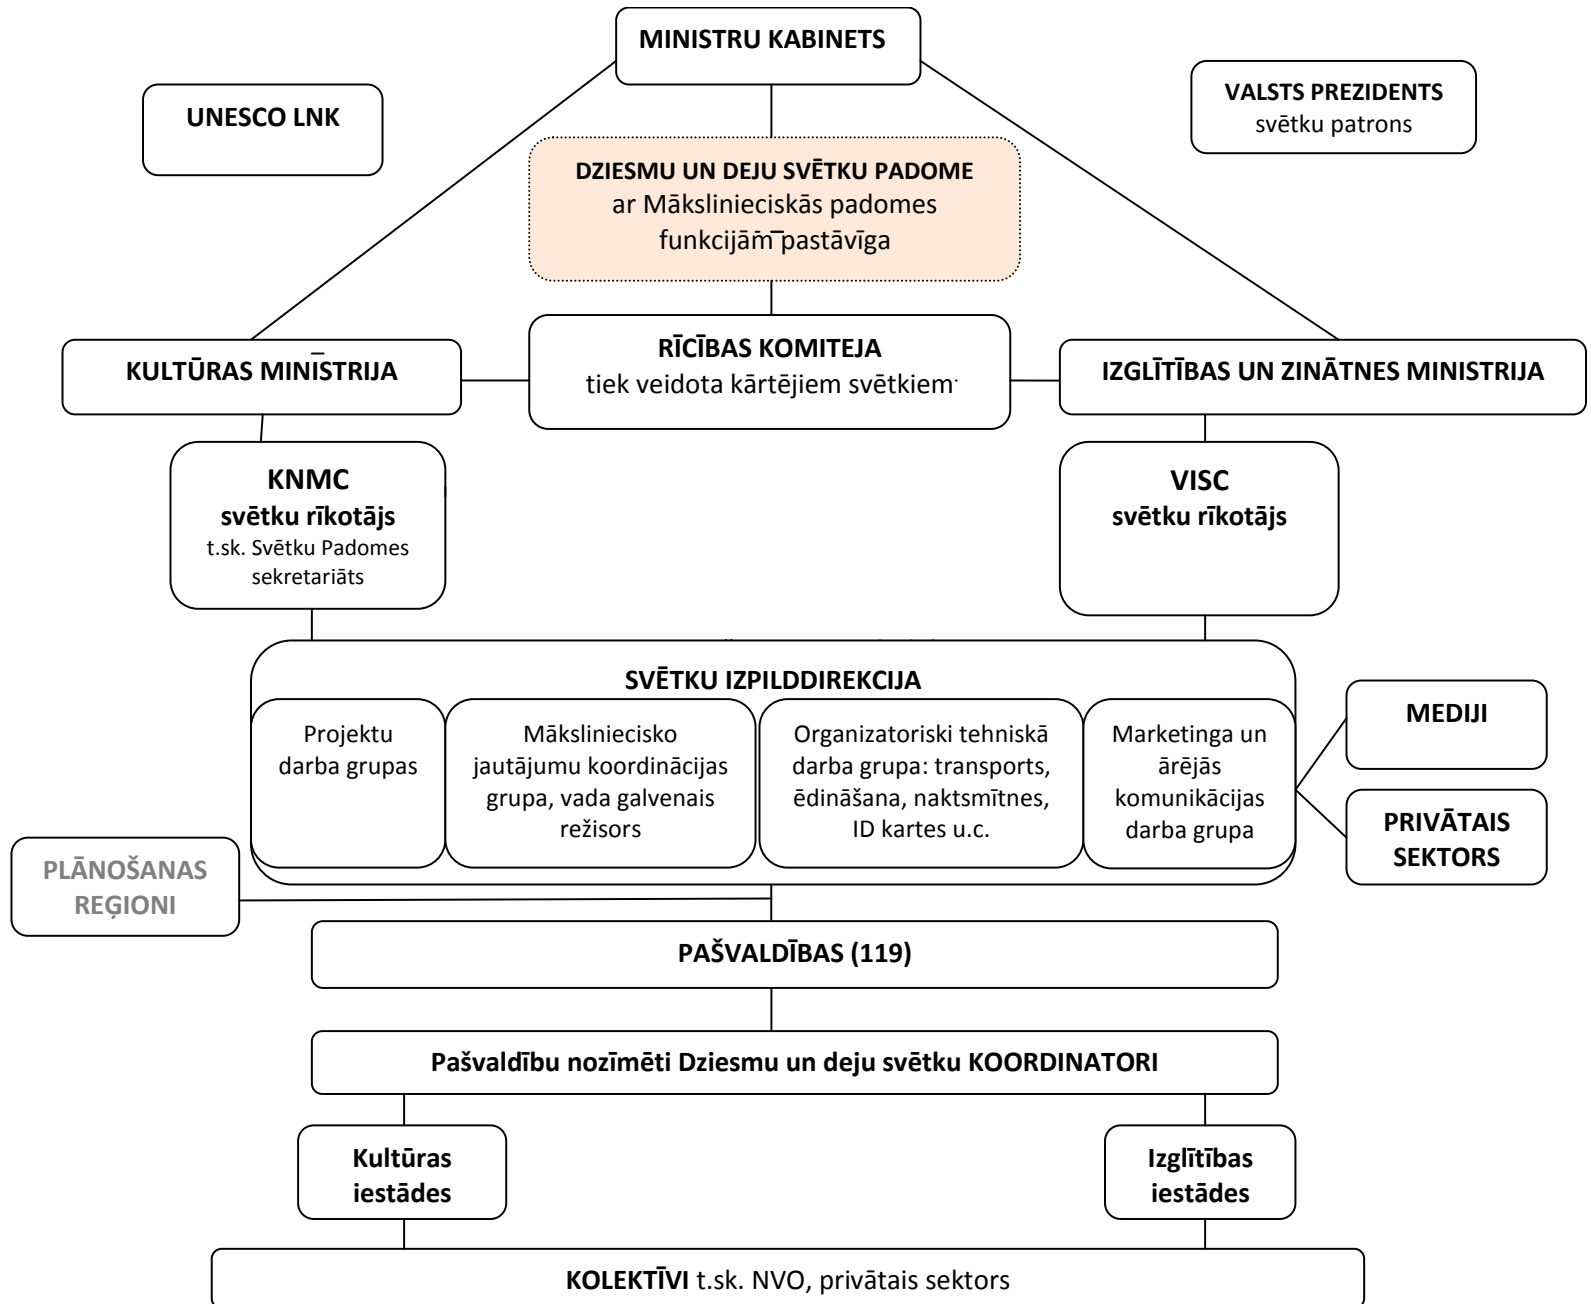 MINISTRU KABINETS
UNESCO LNK
VALSTS PREZIDENTS
svētku patrons
DZIESMU UN DEJU SVĒTKU PADOME
ar Mākslinieciskās padomes
funkcijām pastāvīga
KULTŪRAS MINISTRIJA
RĪCĪBAS KOMITEJA
tiek veidota kārtējiem svētkiem
IZGLĪTĪBAS UN ZINĀTNES MINISTRIJA
KNMC
svētku rīkotājs
t.sk. Svētku Padomes
sekretariāts
VISC
svētku rīkotājs
SVĒTKU IZPILDDIREKCIJA
Projektu
darba grupas
Māksliniecisko
jautājumu koordinācijas
grupa, vada galvenais
režisors
Organizatoriski tehniskā
darba grupa: transports,
ēdināšana, naktsmītnes,
ID kartes u.c.
Marketinga un
ārējās
komunikācijas
darba grupa
MEDIJI
PRIVĀTAIS
SEKTORS
PLĀNOŠANAS
REĢIONI
PAŠVALDĪBAS (119)
Pašvaldību nozīmēti Dziesmu un deju svētku KOORDINATORI
Kultūras
iestādes
Izglītības
iestādes
KOLEKTĪVI t.sk. NVO, privātais sektors